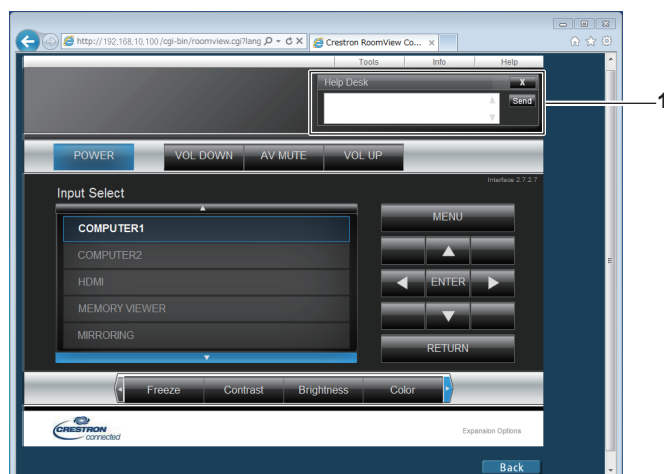 http://192.168.10.100/cgi-bin/roomview.cgi?lang
Crestron RoomView Co... x
Tools Info Help
Help Desk X
Send
1
POWER VOL DOWN AV MUTE VOL UP
Interface 2.7.2.7
Input Select
MENU
COMPUTER1
COMPUTER2
HDMI ENTER
MEMORY VIEWER
MIRRORING
RETURN
Freeze Contrast Brightness Color
CRESTRON
connected
Expansion Options
Back